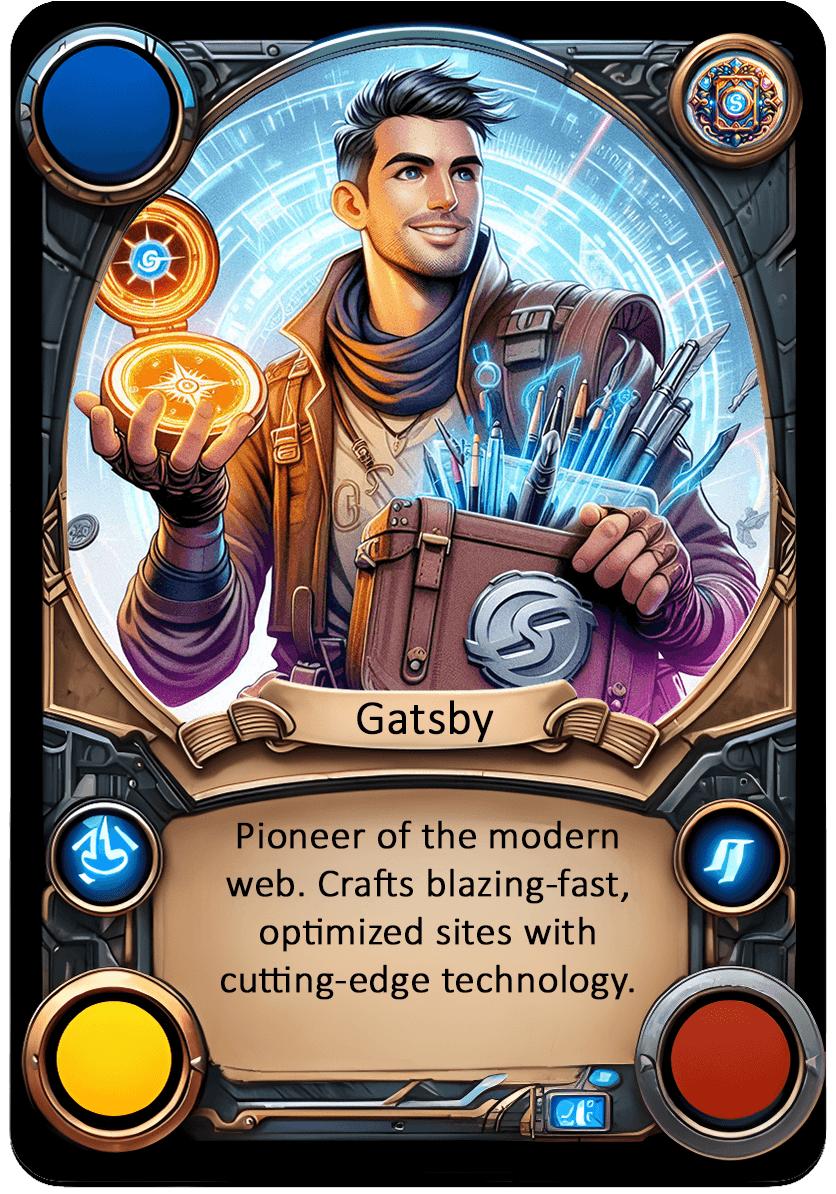 Gatsby
Pioneer of the modern
web. Crafts blazing-fast,
optimized sites with
cutting-edge technology.